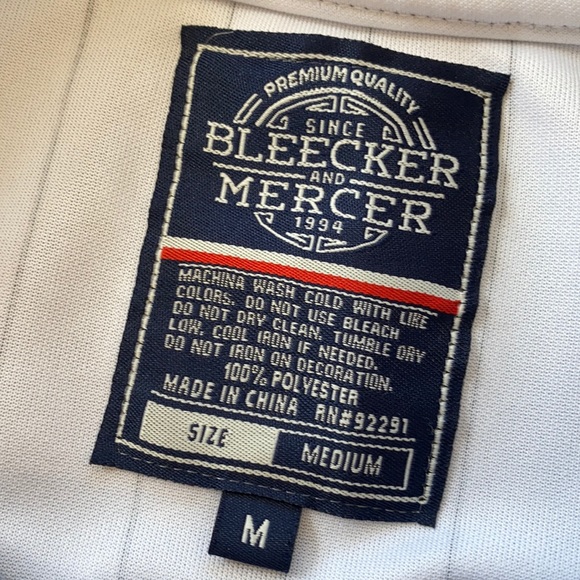 PREMIUM QUALITY
SINCE
BLEECKER
AND
MERCER
1994
MACHINA WASH COLD WITH LIKE
COLORS. DO NOT USE BLEACH
DO NOT DRY CLEAN. TUMBLE DRY
LOW. COOL IRON IF NEEDED.
DO NOT IRON ON DECORATION.
100% POLYESTER
MADE IN CHINA RN#92291
SIZE MEDIUM
M